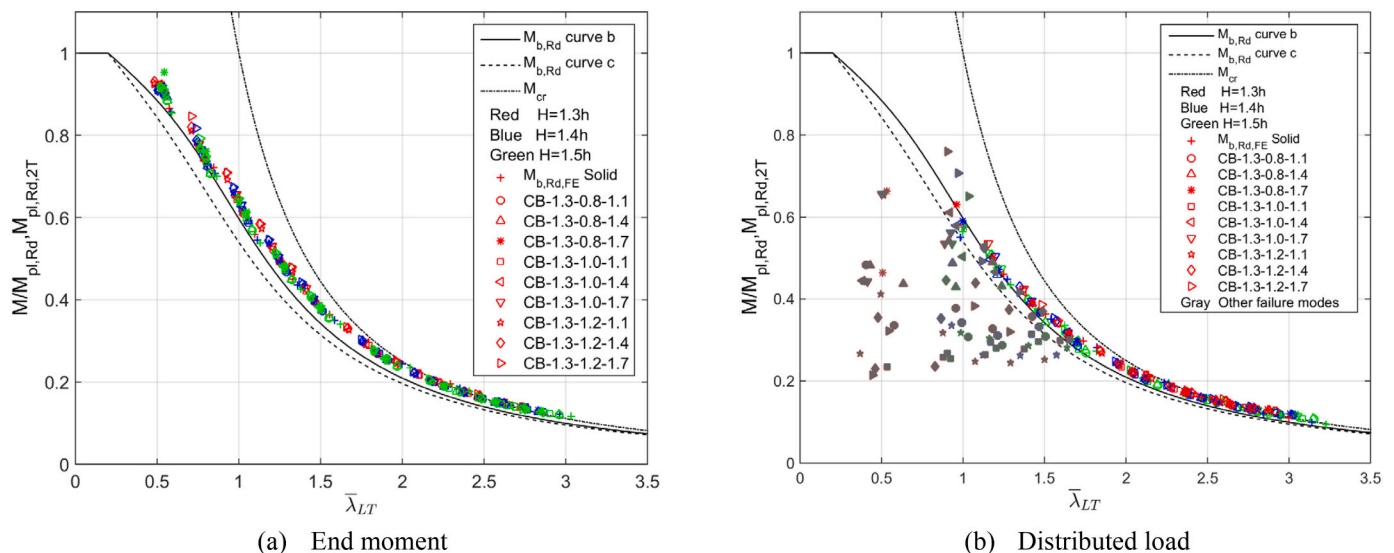 M_b,Rd curve b
M_b,Rd curve c
M_cr
Red H=1.3h
Blue H=1.4h
Green H=1.5h
M_b,Rd,FE Solid
CB-1.3-0.8-1.1
CB-1.3-0.8-1.4
CB-1.3-0.8-1.7
CB-1.3-1.0-1.1
CB-1.3-1.0-1.4
CB-1.3-1.0-1.7
CB-1.3-1.2-1.1
CB-1.3-1.2-1.4
CB-1.3-1.2-1.7
M/M_pl,Rd,M_pl,Rd,2T
1
0.8
0.6
0.4
0.2
0
0 0.5 1 1.5 2 2.5 3 3.5
λ̅_LT
(a) End moment
M_b,Rd curve b
M_b,Rd curve c
M_cr
Red H=1.3h
Blue H=1.4h
Green H=1.5h
M_b,Rd,FE Solid
CB-1.3-0.8-1.1
CB-1.3-0.8-1.4
CB-1.3-0.8-1.7
CB-1.3-1.0-1.1
CB-1.3-1.0-1.4
CB-1.3-1.0-1.7
CB-1.3-1.2-1.1
CB-1.3-1.2-1.4
CB-1.3-1.2-1.7
Gray Other failure modes
M/M_pl,Rd,M_pl,Rd,2T
1
0.8
0.6
0.4
0.2
0
0 0.5 1 1.5 2 2.5 3 3.5
λ̅_LT
(b) Distributed load